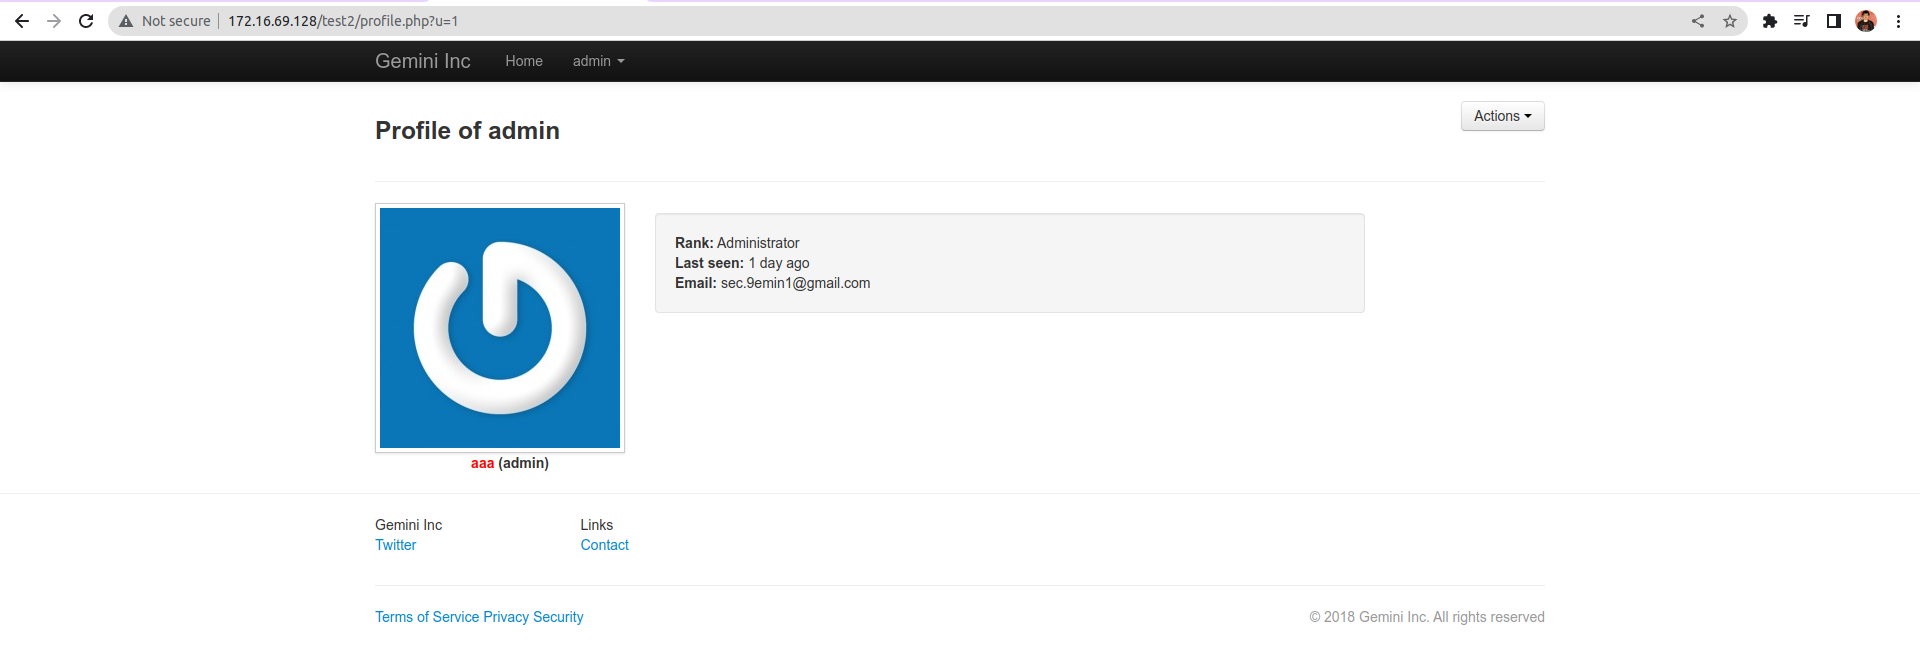 Not secure 172.16.69.128/test2/profile.php?u=1
Gemini Inc Home admin
Actions
Profile of admin
Rank: Administrator
Last seen: 1 day ago
Email: sec.9emin1@gmail.com
aaa (admin)
Gemini Inc Links
Twitter Contact
Terms of Service Privacy Security © 2018 Gemini Inc. All rights reserved